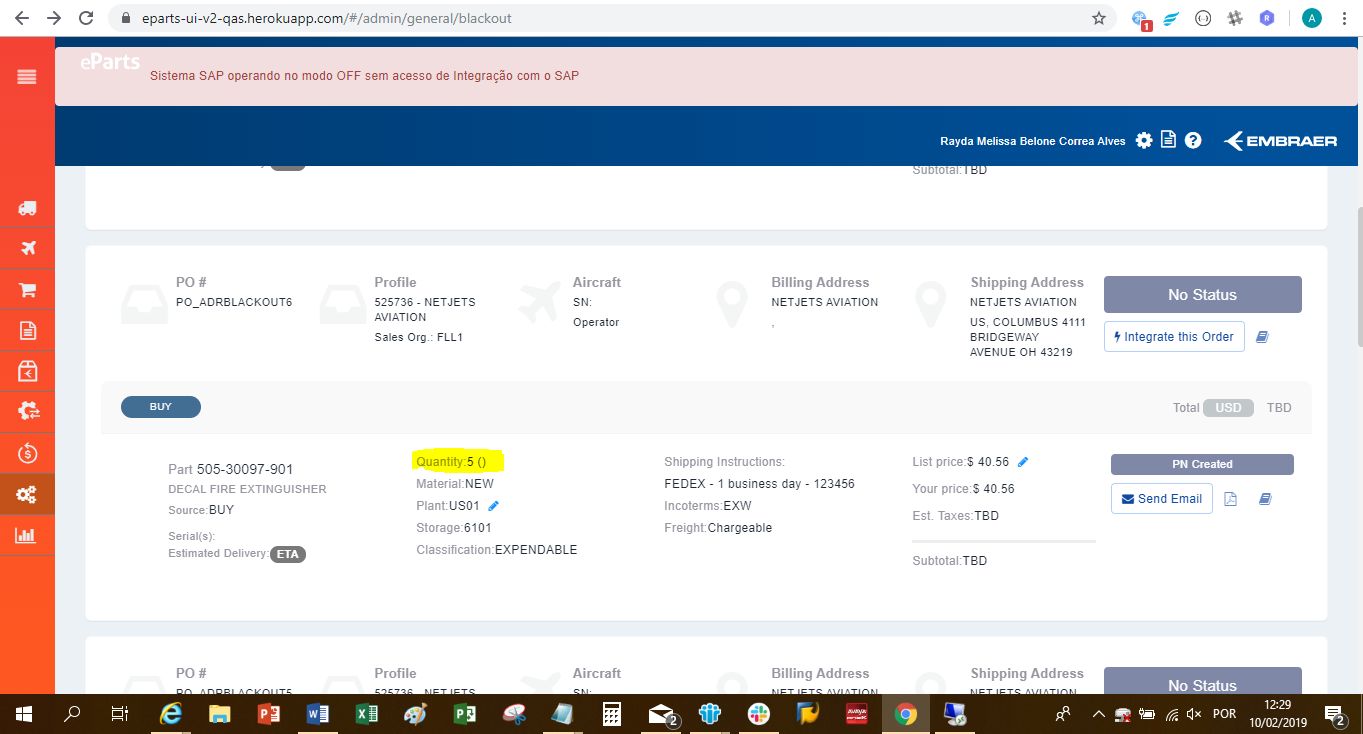 eparts-ui-v2-qas.herokuapp.com/#/admin/general/blackout
1
A
eParts
Sistema SAP operando no modo OFF sem acesso de Integração com o SAP
Rayda Melissa Belone Correa Alves
EMBRAER
Subtotal:TBD
PO #
PO_ADRBLACKOUT6
Profile
525736 - NETJETS
AVIATION
Sales Org.: FLL1
Aircraft
SN:
Operator
Billing Address
NETJETS AVIATION
,
Shipping Address
NETJETS AVIATION
US, COLUMBUS 4111
BRIDGEWAY
AVENUE OH 43219
No Status
Integrate this Order
BUY
Total USD TBD
Part 505-30097-901
DECAL FIRE EXTINGUISHER
Source:BUY
Serial(s):
Estimated Delivery: ETA
Quantity:5 ()
Material:NEW
Plant:US01
Storage:6101
Classification:EXPENDABLE
Shipping Instructions:
FEDEX - 1 business day - 123456
Incoterms:EXW
Freight:Chargeable
List price:$ 40.56
Your price:$ 40.56
Est. Taxes:TBD
Subtotal:TBD
PN Created
Send Email
PO #
PO_ADRBLACKOUT5
Profile
525736 - NETJETS
Aircraft
SN:
Billing Address
NETJETS AVIATION
Shipping Address
NETJETS AVIATION
No Status
2
POR
12:29
10/02/2019
2